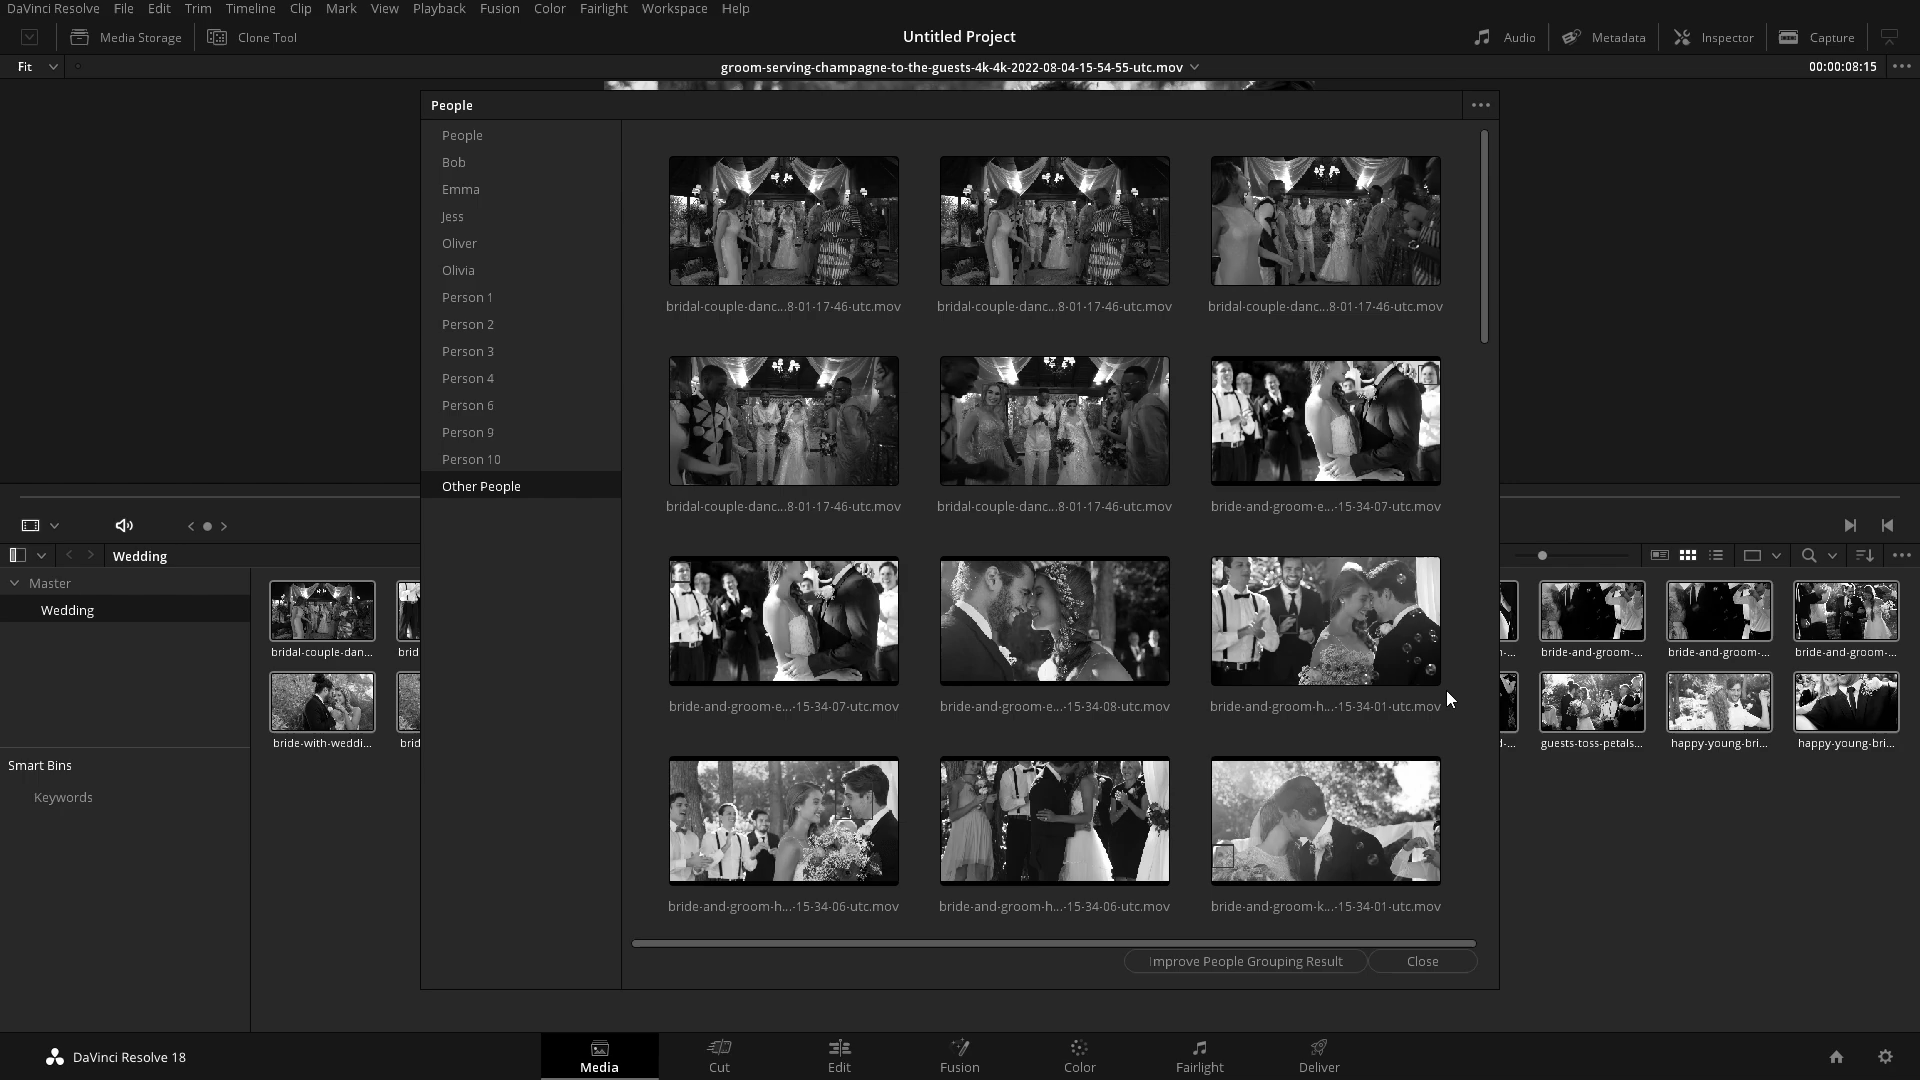 DaVinci Resolve File Edit Trim Timeline Clip Mark View Playback Fusion Color Fairlight Workspace Help
Media Storage Clone Tool Untitled Project Audio Metadata Inspector Capture
Fit groom-serving-champagne-to-the-guests-4k-4k-2022-08-04-15-54-55-utc.mov 00:00:08:15
People
People
Bob
Emma
Jess
Oliver
Olivia
Person 1
Person 2
Person 3
Person 4
Person 6
Person 9
Person 10
Other People
bridal-couple-danc...8-01-17-46-utc.mov bridal-couple-danc...8-01-17-46-utc.mov bridal-couple-danc...8-01-17-46-utc.mov
bridal-couple-danc...8-01-17-46-utc.mov bridal-couple-danc...8-01-17-46-utc.mov bride-and-groom-e...-15-34-07-utc.mov
bride-and-groom-e...-15-34-07-utc.mov bride-and-groom-e...-15-34-08-utc.mov bride-and-groom-h...-15-34-01-utc.mov
bride-and-groom-h...-15-34-06-utc.mov bride-and-groom-h...-15-34-06-utc.mov bride-and-groom-k...-15-34-01-utc.mov
Improve People Grouping Result Close
Wedding
Master
Wedding
Smart Bins
Keywords
bridal-couple-dan... brid n-... bride-and-groom-... bride-and-groom-... bride-and-groom-...
bride-with-weddi... brid d-... guests-toss-petals... happy-young-bri... happy-young-bri...
DaVinci Resolve 18 Media Cut Edit Fusion Color Fairlight Deliver